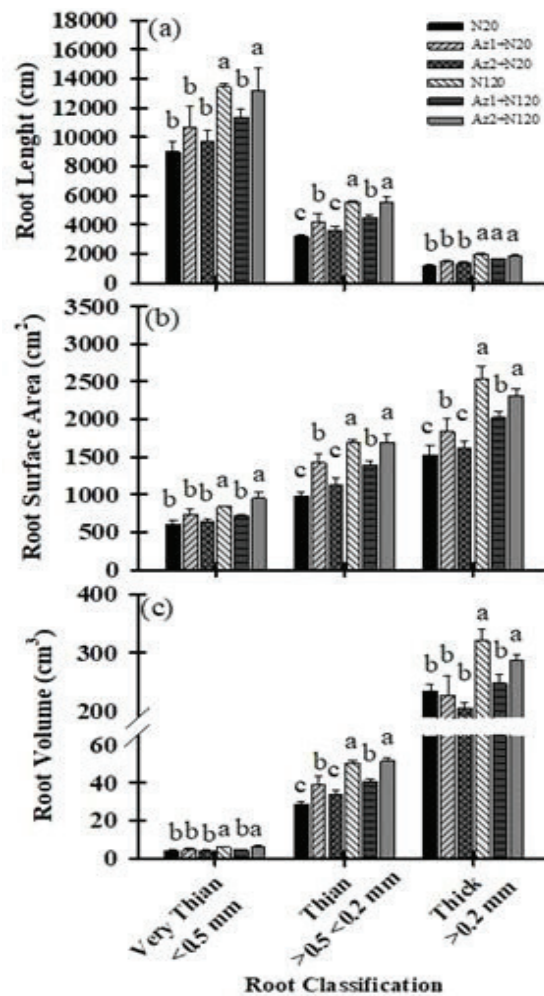 (a)
N20
Az1+N20
Az2+N20
N120
Az1+N120
Az2+N120
Root Lenght (cm)
18000
16000
14000
12000
10000
8000
6000
4000
2000
0
b b b a b a
c b c a b a
b b b a a a
(b)
Root Surface Area (cm²)
3500
3000
2500
2000
1500
1000
500
0
b b b a b a
c b c a b a
c b c a b a
(c)
Root Volume (cm³)
400
300
200
60
40
20
0
b b b a b a
c b c a b a
b b b a b a
Very Thian
<0.5 mm
Thian
>0.5 <0.2 mm
Thick
>0.2 mm
Root Classification